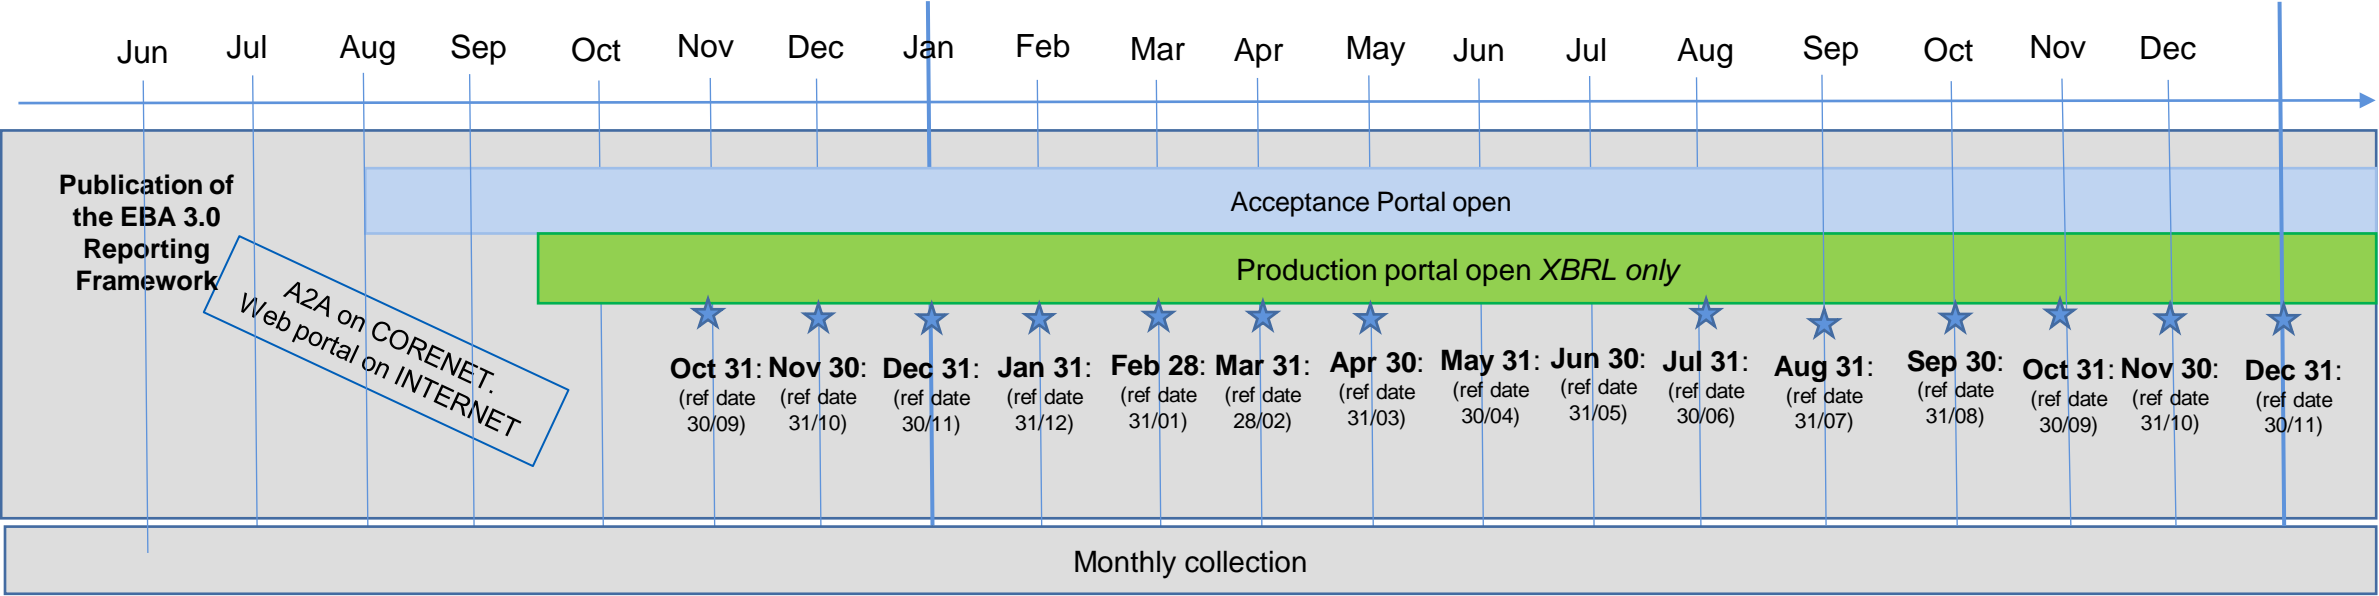 Jun Jul Aug Sep Oct Nov Dec Jan Feb Mar Apr May Jun Jul Aug Sep Oct Nov Dec
Publication of
the EBA 3.0
Reporting
Framework
A2A on CORENET.
Web portal on INTERNET
Acceptance Portal open
Production portal open XBRL only
Oct 31:
(ref date
30/09)
Nov 30:
(ref date
31/10)
Dec 31:
(ref date
30/11)
Jan 31:
(ref date
31/12)
Feb 28:
(ref date
31/01)
Mar 31:
(ref date
28/02)
Apr 30:
(ref date
31/03)
May 31:
(ref date
30/04)
Jun 30:
(ref date
31/05)
Jul 31:
(ref date
30/06)
Aug 31:
(ref date
31/07)
Sep 30:
(ref date
31/08)
Oct 31:
(ref date
30/09)
Nov 30:
(ref date
31/10)
Dec 31:
(ref date
30/11)
Monthly collection